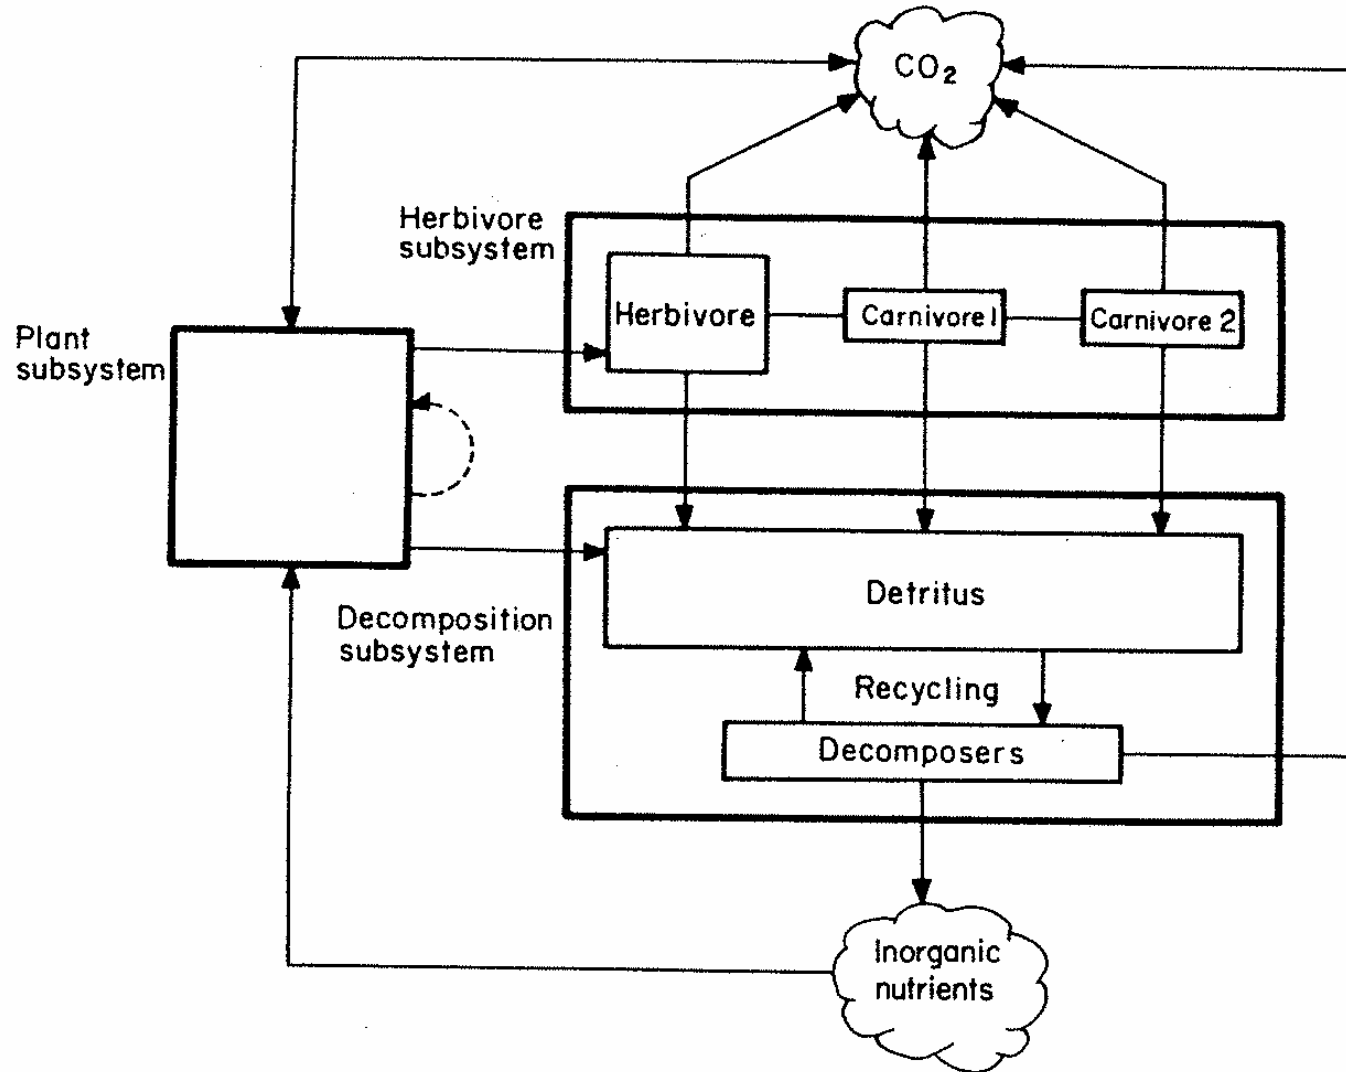 CO₂
Herbivore
subsystem
Herbivore
Carnivore 1
Carnivore 2
Plant
subsystem
Detritus
Decomposition
subsystem
Recycling
Decomposers
Inorganic
nutrients